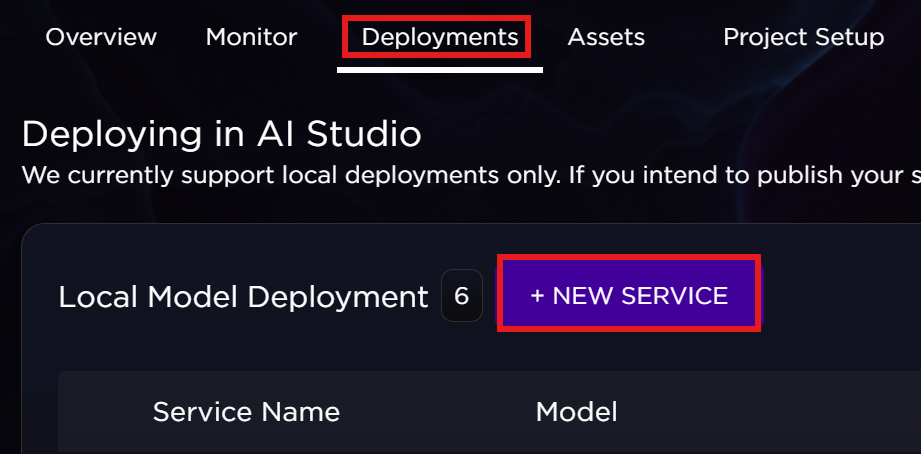 Overview Monitor Deployments Assets Project Setup
Deploying in AI Studio
We currently support local deployments only. If you intend to publish your
Local Model Deployment 6 + NEW SERVICE
Service Name Model